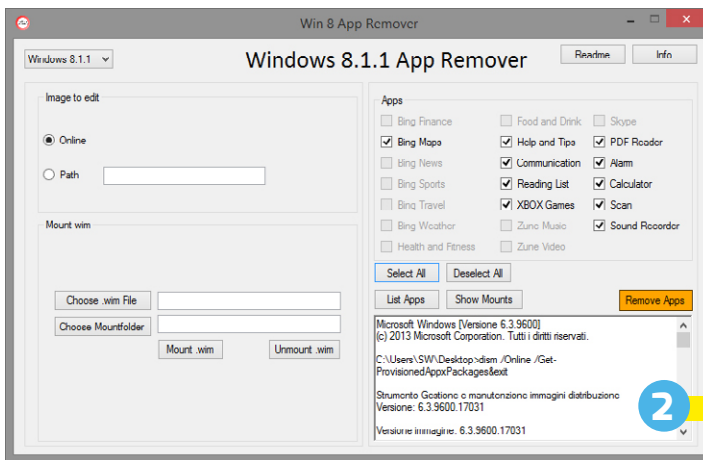 Win 8 App Remover
Windows 8.1.1
Windows 8.1.1 App Remover
Readme
Info
Image to edit
Online
Path
Mount wim
Choose .wim File
Choose Mountfolder
Mount .wim
Unmount .wim
Apps
Bing Finance
Food and Drink
Skype
Bing Maps
Help and Tips
PDF Reader
Bing News
Communication
Alarm
Bing Sports
Reading List
Calculator
Bing Travel
XBOX Games
Scan
Bing Weather
Zune Music
Sound Recorder
Health and Fitness
Zune Video
Select All
Deselect All
List Apps
Show Mounts
Remove Apps
Microsoft Windows [Versione 6.3.9600]
(c) 2013 Microsoft Corporation. Tutti i diritti riservati.
C:\Users\SW\Desktop>dism /Online /Get-
ProvisionedAppxPackages&exit
Strumento Gestione e manutenzione immagini distribuzione
Versione: 6.3.9600.17031
Versione immagine: 6.3.9600.17031
2